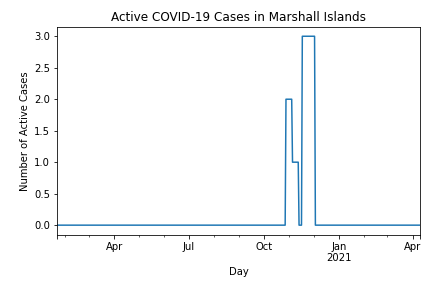 Active COVID-19 Cases in Marshall Islands
Number of Active Cases
3.0
2.5
2.0
1.5
1.0
0.5
0.0
Apr Jul Oct Jan Apr
2021
Day